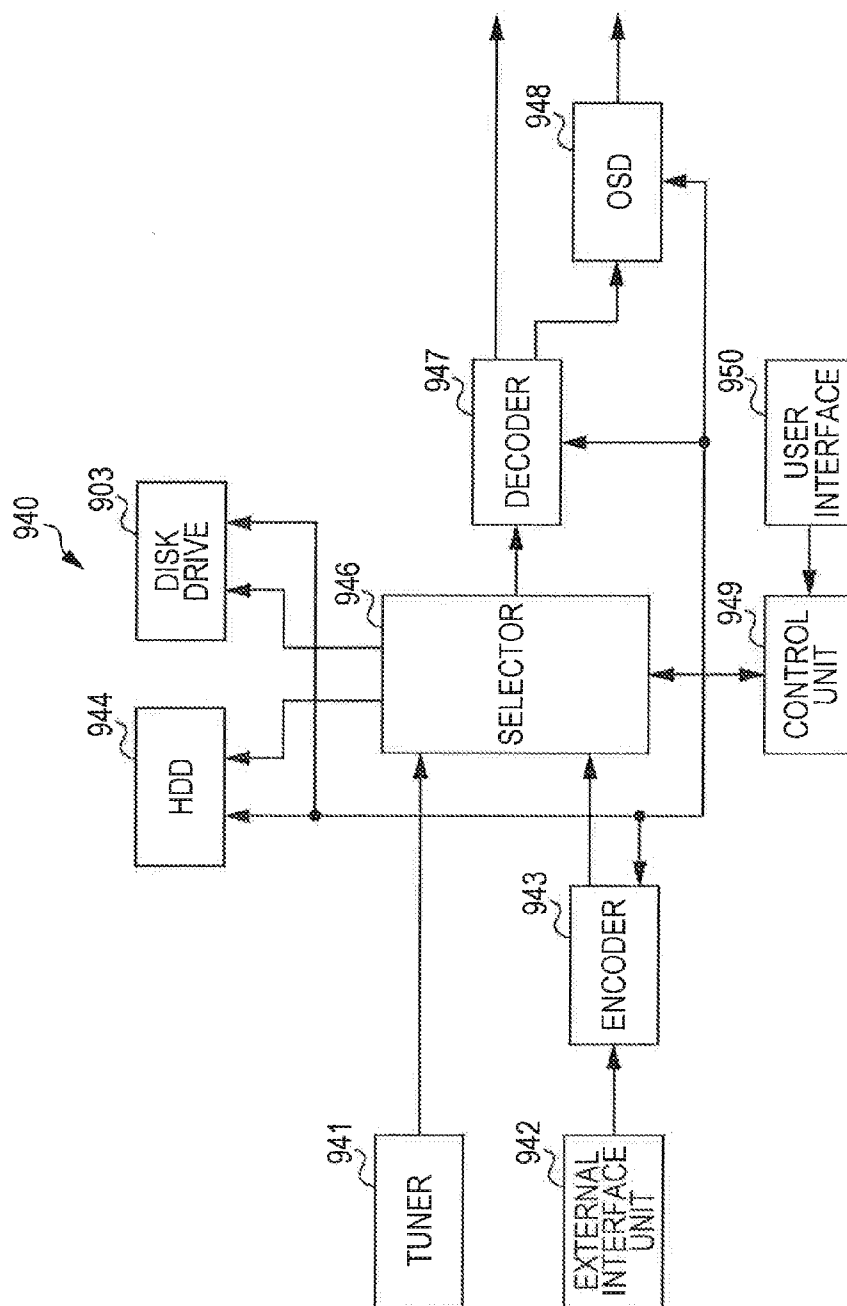 940
944
HDD
903
DISK
DRIVE
941
TUNER
946
SELECTOR
947
DECODER
948
OSD
942
EXTERNAL
INTERFACE
UNIT
943
ENCODER
949
CONTROL
UNIT
950
USER
INTERFACE